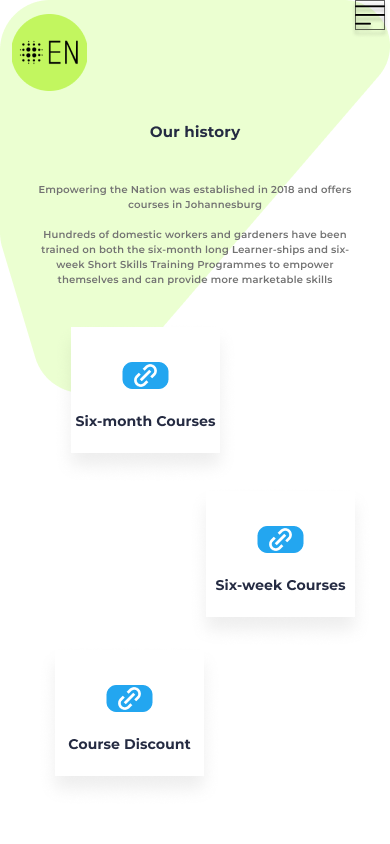 EN
Our history
Empowering the Nation was established in 2018 and offers
courses in Johannesburg
Hundreds of domestic workers and gardeners have been
trained on both the six-month long Learner-ships and six-
week Short Skills Training Programmes to empower
themselves and can provide more marketable skills
Six-month Courses
Six-week Courses
Course Discount